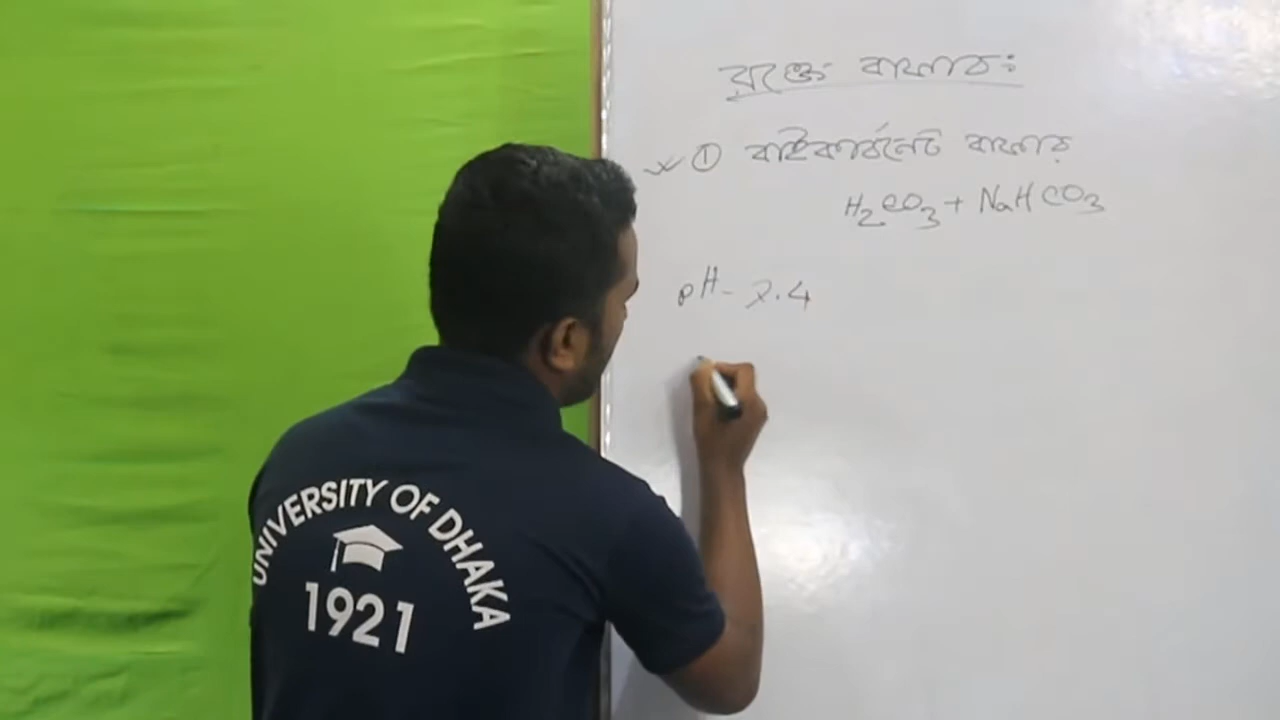 রক্তে বাফার:
① বাইকার্বনেট বাফার
H₂CO₃ + NaHCO₃
pH - 7.4
UNIVERSITY OF DHAKA
1921